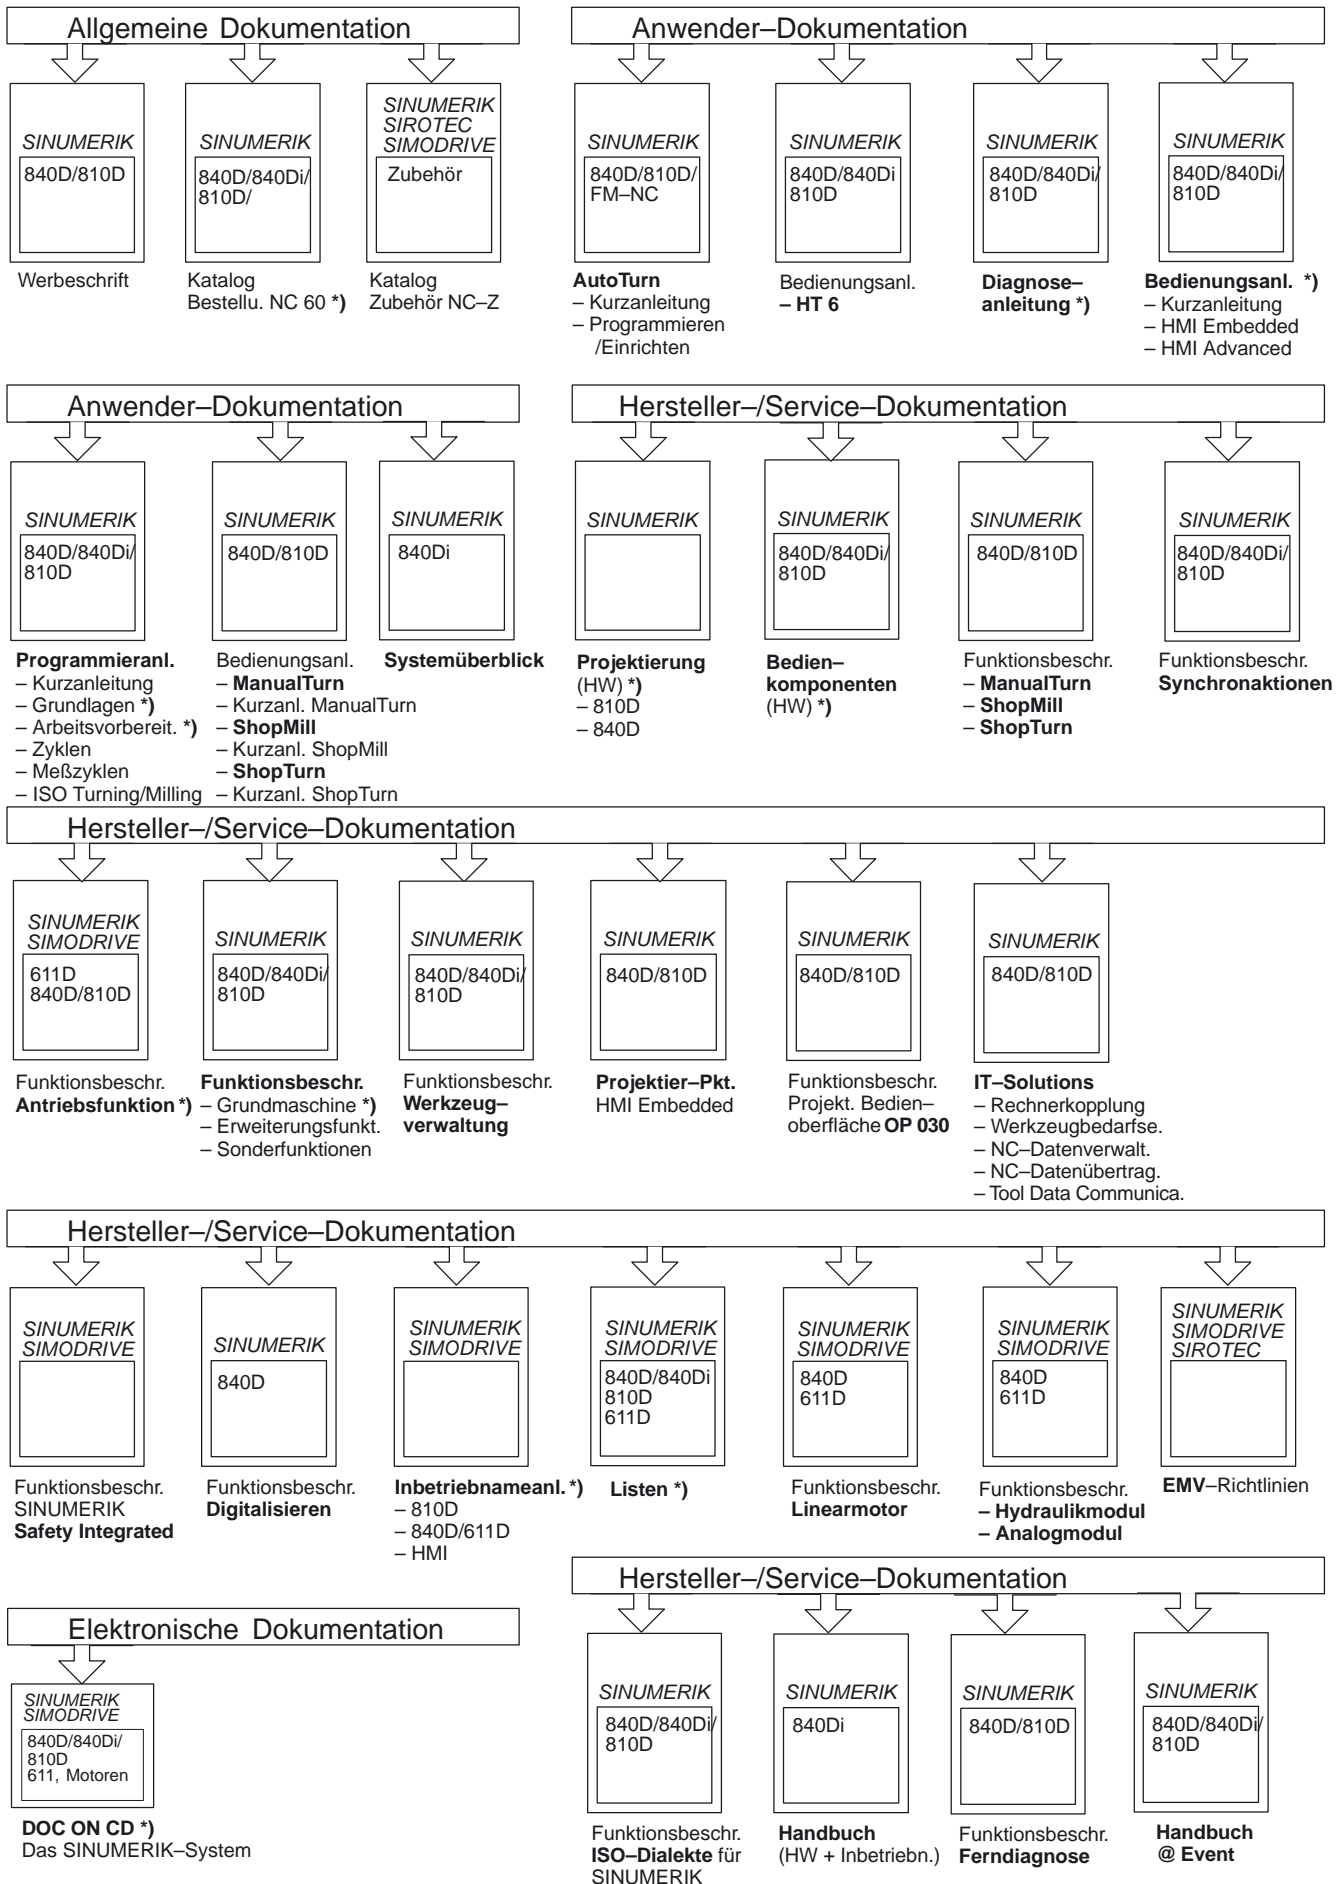 Allgemeine Dokumentation
SINUMERIK
840D/810D
Werbeschrift
SINUMERIK
840D/840Di/
810D/
Katalog
Bestellu. NC 60 *)
SINUMERIK
SIROTEC
SIMODRIVE
Zubehör
Katalog
Zubehör NC–Z
Anwender–Dokumentation
SINUMERIK
840D/810D/
FM–NC
AutoTurn
– Kurzanleitung
– Programmieren
/Einrichten
SINUMERIK
840D/840Di
810D
Bedienungsanl.
– HT 6
SINUMERIK
840D/840Di/
810D
Diagnose–
anleitung *)
SINUMERIK
840D/840Di/
810D
Bedienungsanl. *)
– Kurzanleitung
– HMI Embedded
– HMI Advanced
Anwender–Dokumentation
SINUMERIK
840D/840Di/
810D
Programmieranl.
– Kurzanleitung
– Grundlagen *)
– Arbeitsvorbereit. *)
– Zyklen
– Meßzyklen
– ISO Turning/Milling
SINUMERIK
840D/810D
Bedienungsanl.
– ManualTurn
– Kurzanl. ManualTurn
– ShopMill
– Kurzanl. ShopMill
– ShopTurn
– Kurzanl. ShopTurn
SINUMERIK
840Di
Systemüberblick
Hersteller–/Service–Dokumentation
SINUMERIK
Projektierung
(HW) *)
– 810D
– 840D
SINUMERIK
840D/840Di/
810D
Bedien–
komponenten
(HW) *)
SINUMERIK
840D/810D
Funktionsbeschr.
– ManualTurn
– ShopMill
– ShopTurn
SINUMERIK
840D/840Di/
810D
Funktionsbeschr.
Synchronaktionen
Hersteller–/Service–Dokumentation
SINUMERIK
SIMODRIVE
611D
840D/810D
Funktionsbeschr.
Antriebsfunktion *)
SINUMERIK
840D/840Di/
810D
Funktionsbeschr.
– Grundmaschine *)
– Erweiterungsfunkt.
– Sonderfunktionen
SINUMERIK
840D/840Di/
810D
Funktionsbeschr.
Werkzeug–
verwaltung
SINUMERIK
840D/810D
Projektier–Pkt.
HMI Embedded
SINUMERIK
840D/810D
Funktionsbeschr.
Projekt. Bedien–
oberfläche OP 030
SINUMERIK
840D/810D
IT–Solutions
– Rechnerkopplung
– Werkzeugbedarfse.
– NC–Datenverwalt.
– NC–Datenübertrag.
– Tool Data Communica.
Hersteller–/Service–Dokumentation
SINUMERIK
SIMODRIVE
Funktionsbeschr.
SINUMERIK
Safety Integrated
SINUMERIK
840D
Funktionsbeschr.
Digitalisieren
SINUMERIK
SIMODRIVE
Inbetriebnameanl. *)
– 810D
– 840D/611D
– HMI
SINUMERIK
SIMODRIVE
840D/840Di
810D
611D
Listen *)
SINUMERIK
SIMODRIVE
840D
611D
Funktionsbeschr.
Linearmotor
SINUMERIK
SIMODRIVE
840D
611D
Funktionsbeschr.
– Hydraulikmodul
– Analogmodul
SINUMERIK
SIMODRIVE
SIROTEC
EMV–Richtlinien
Elektronische Dokumentation
SINUMERIK
SIMODRIVE
840D/840Di/
810D
611, Motoren
DOC ON CD *)
Das SINUMERIK–System
Hersteller–/Service–Dokumentation
SINUMERIK
840D/840Di/
810D
Funktionsbeschr.
ISO–Dialekte für
SINUMERIK
SINUMERIK
840Di
Handbuch
(HW + Inbetriebn.)
SINUMERIK
840D/810D
Funktionsbeschr.
Ferndiagnose
SINUMERIK
840D/840Di/
810D
Handbuch
@ Event